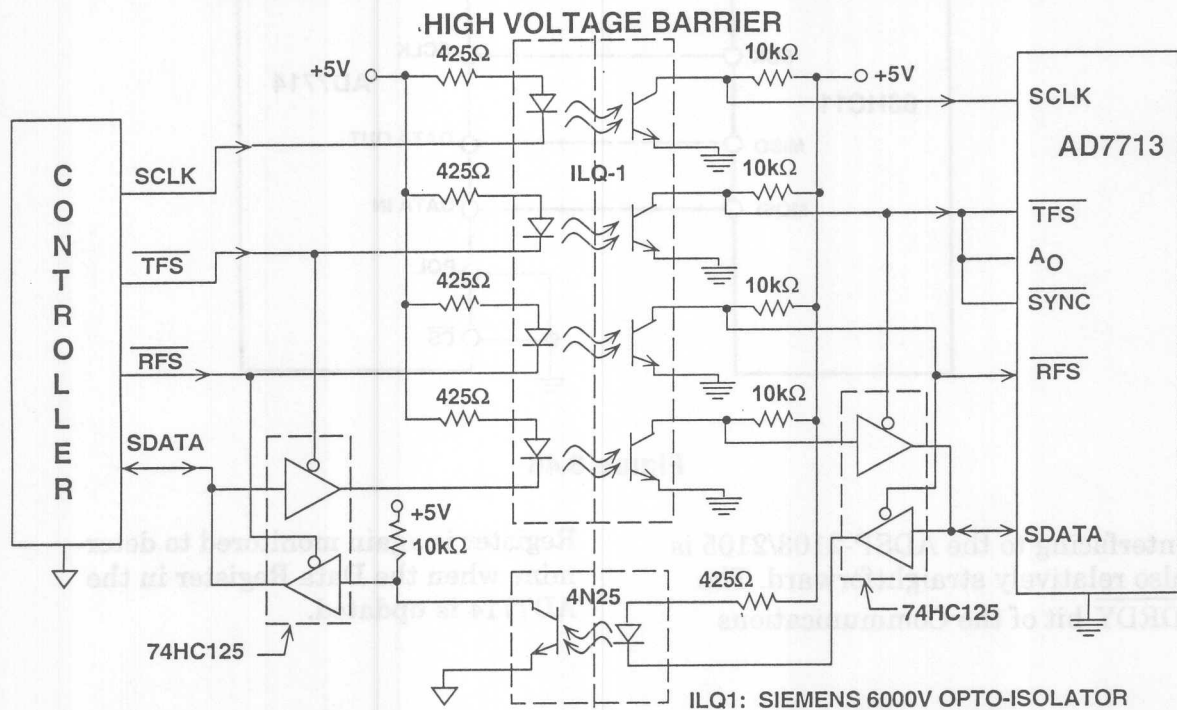 HIGH VOLTAGE BARRIER
425Ω
10kΩ
+5V
+5V
SCLK
AD7713
CONTROLLER
SCLK
425Ω
ILQ-1
10kΩ
TFS
TFS
A0
SYNC
425Ω
10kΩ
RFS
RFS
425Ω
10kΩ
SDATA
+5V
10kΩ
SDATA
4N25
425Ω
74HC125
74HC125
ILQ1: SIEMENS 6000V OPTO-ISOLATOR